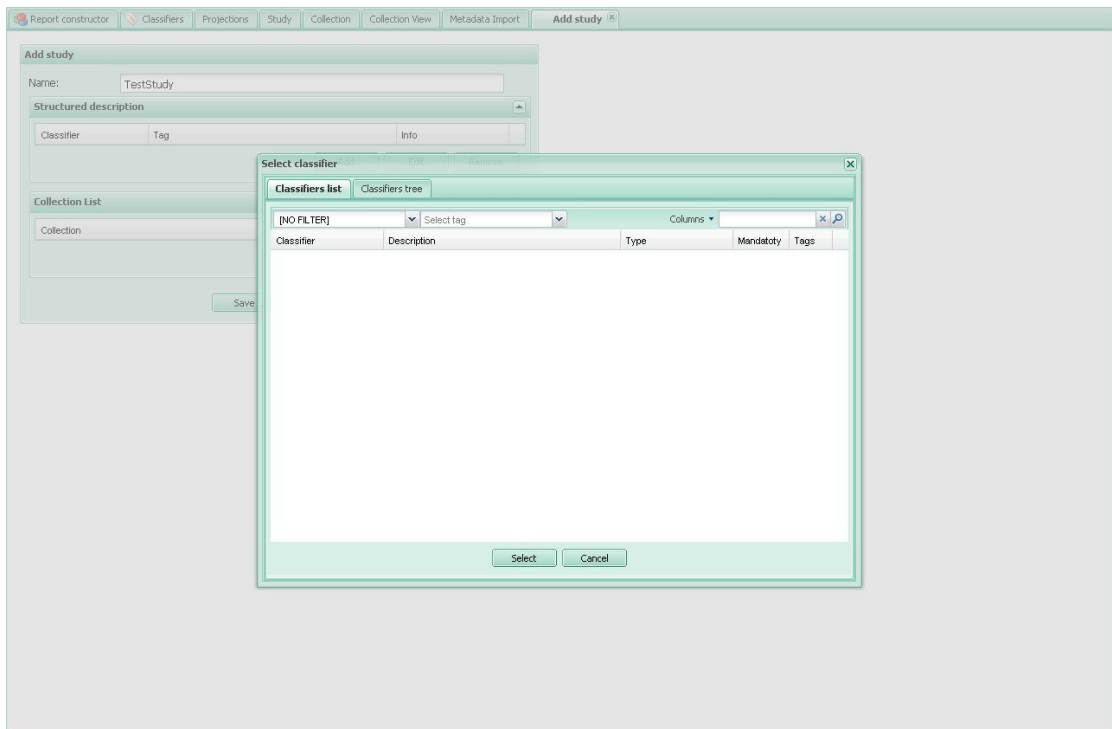 Report constructor Classifiers Projections Study Collection Collection View Metadata Import Add study
Add study
Name: TestStudy
Structured description
Classifier Tag Info
Add Edit Remove
Select classifier
Classifiers list Classifiers tree
Collection List
[NO FILTER] Select tag Columns
Collection
Classifier Description Type Mandatoty Tags
Save
Select Cancel